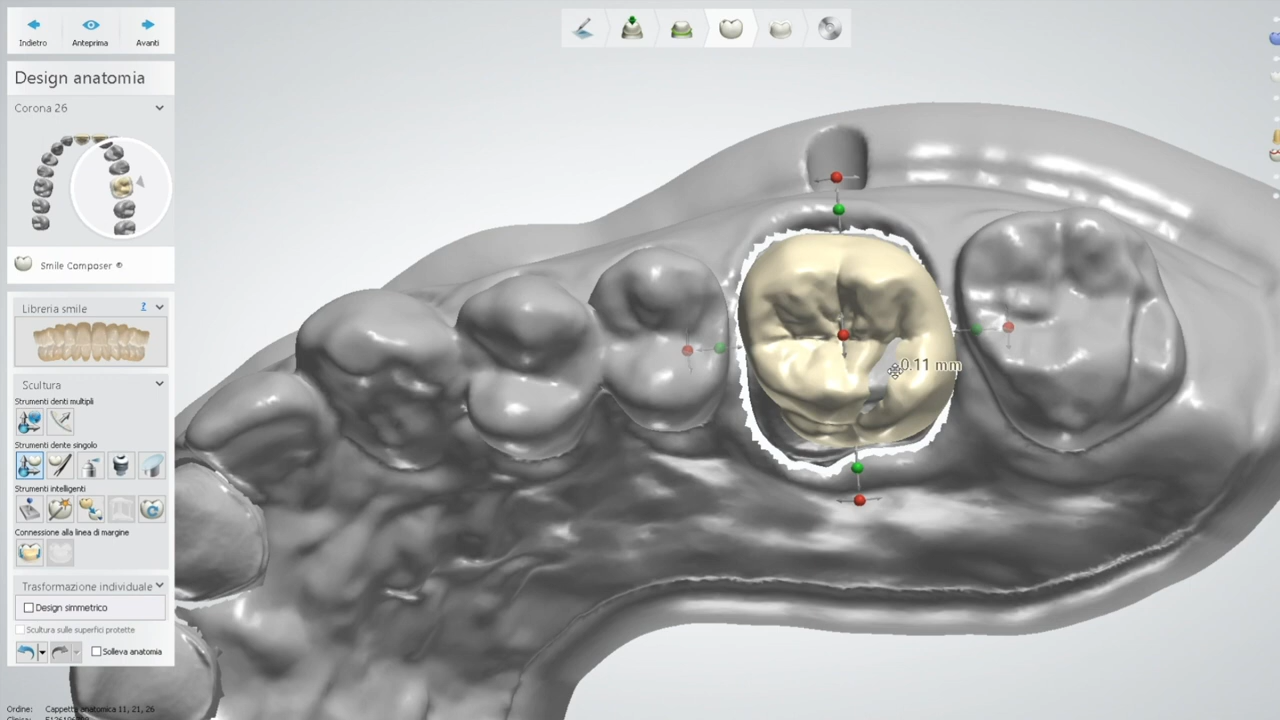 Indietro
Anteprima
Avanti
Design anatomia
Corona 26
Smile Composer ®
Libreria smile
?
Scultura
Strumenti denti multipli
Strumenti dente singolo
Strumenti intelligenti
Connessione alla linea di margine
Trasformazione individuale
Design simmetrico
Scultura sulle superfici protette
Solleva anatomia
0.11 mm
Ordine: Cappetta anatomica 11, 21, 26